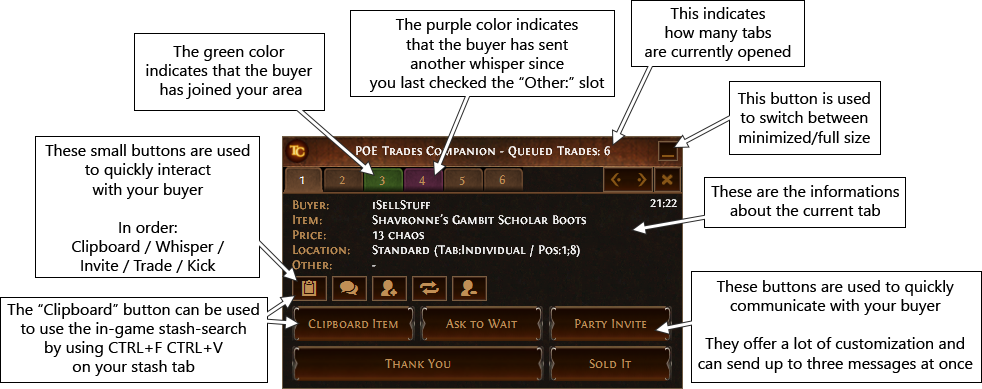 The green color
indicates that the buyer
has joined your area
The purple color indicates
that the buyer has sent
another whisper since
you last checked the “Other:” slot
This indicates
how many tabs
are currently opened
This button is used
to switch between
minimized/full size
These small buttons are used
to quickly interact
with your buyer
In order:
Clipboard / Whisper /
Invite / Trade / Kick
TC
POE Trades Companion - Queued Trades: 6
1 2 3 4 5 6
Buyer: iSellStuff 21:22
Item: Shavronne's Gambit Scholar Boots
Price: 13 chaos
Location: Standard (Tab:Individual / Pos:1;8)
Other: -
These are the informations
about the current tab
The “Clipboard” button can be used
to use the in-game stash-search
by using CTRL+F CTRL+V
on your stash tab
Clipboard Item Ask to Wait Party Invite
Thank You Sold It
These buttons are used to quickly
communicate with your buyer
They offer a lot of customization and
can send up to three messages at once